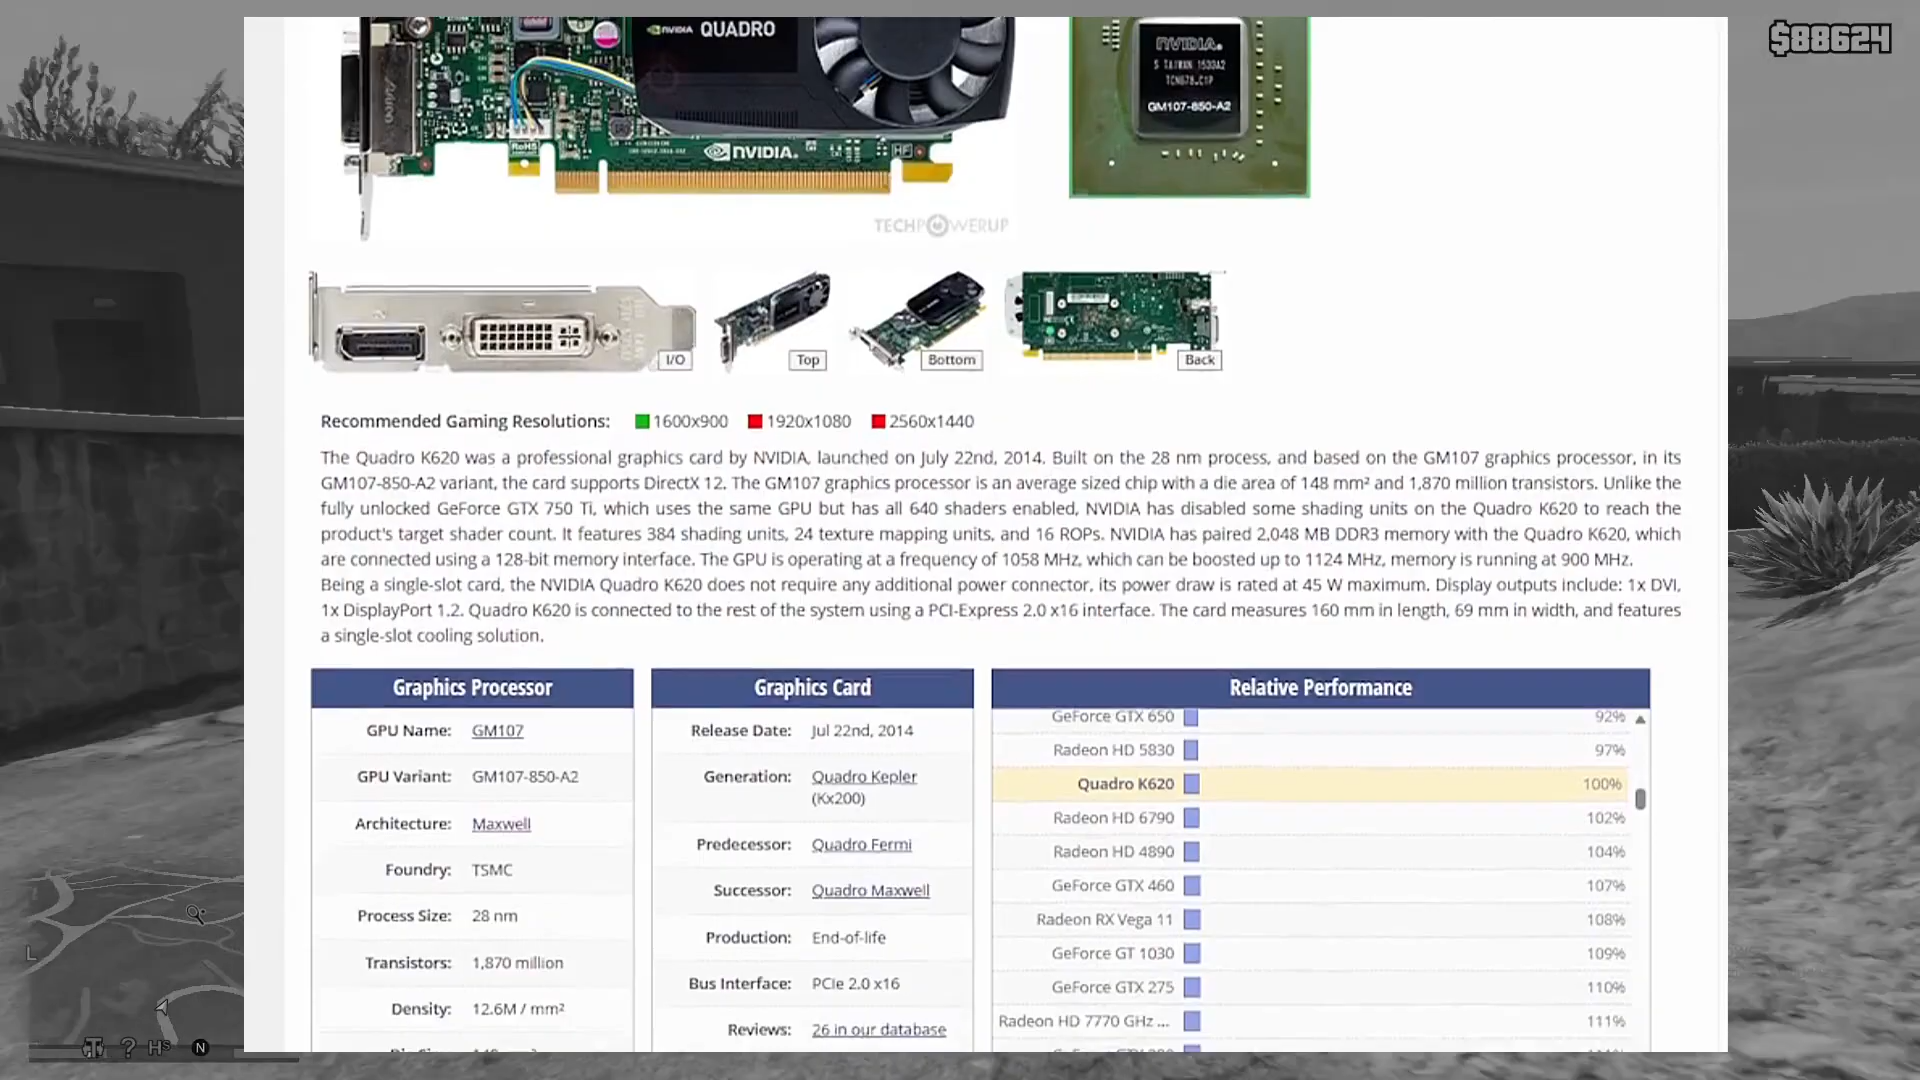 $88624
NVIDIA QUADRO
NVIDIA.
S TAIWAN 1533A2
GM107-850-A2
RoHS
NVIDIA.
HF
TECHPOWERUP
I/O
Top
Bottom
Back
Recommended Gaming Resolutions: 1600x900 1920x1080 2560x1440
The Quadro K620 was a professional graphics card by NVIDIA, launched on July 22nd, 2014. Built on the 28 nm process, and based on the GM107 graphics processor, in its
GM107-850-A2 variant, the card supports DirectX 12. The GM107 graphics processor is an average sized chip with a die area of 148 mm² and 1,870 million transistors. Unlike the
fully unlocked GeForce GTX 750 Ti, which uses the same GPU but has all 640 shaders enabled, NVIDIA has disabled some shading units on the Quadro K620 to reach the
product's target shader count. It features 384 shading units, 24 texture mapping units, and 16 ROPs. NVIDIA has paired 2,048 MB DDR3 memory with the Quadro K620, which
are connected using a 128-bit memory interface. The GPU is operating at a frequency of 1058 MHz, which can be boosted up to 1124 MHz, memory is running at 900 MHz.
Being a single-slot card, the NVIDIA Quadro K620 does not require any additional power connector, its power draw is rated at 45 W maximum. Display outputs include: 1x DVI,
1x DisplayPort 1.2. Quadro K620 is connected to the rest of the system using a PCI-Express 2.0 x16 interface. The card measures 160 mm in length, 69 mm in width, and features
a single-slot cooling solution.
Graphics Processor
GPU Name: GM107
GPU Variant: GM107-850-A2
Architecture: Maxwell
Foundry: TSMC
Process Size: 28 nm
Transistors: 1,870 million
Density: 12.6M / mm²
Graphics Card
Release Date: Jul 22nd, 2014
Generation: Quadro Kepler
(Kx200)
Predecessor: Quadro Fermi
Successor: Quadro Maxwell
Production: End-of-life
Bus Interface: PCIe 2.0 x16
Reviews: 26 in our database
Relative Performance
GeForce GTX 650 92%
Radeon HD 5830 97%
Quadro K620 100%
Radeon HD 6790 102%
Radeon HD 4890 104%
GeForce GTX 460 107%
Radeon RX Vega 11 108%
GeForce GT 1030 109%
GeForce GTX 275 110%
Radeon HD 7770 GHz ... 111%
L
? HS N